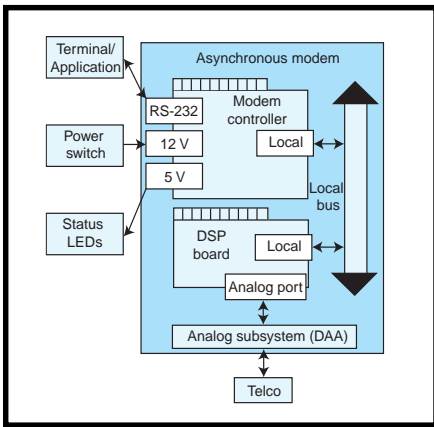 Terminal/
Application
Asynchronous modem
RS-232
Modem
controller
Power
switch
12 V
Local
5 V
Local
bus
Status
LEDs
DSP
board
Local
Analog port
Analog subsystem (DAA)
Telco